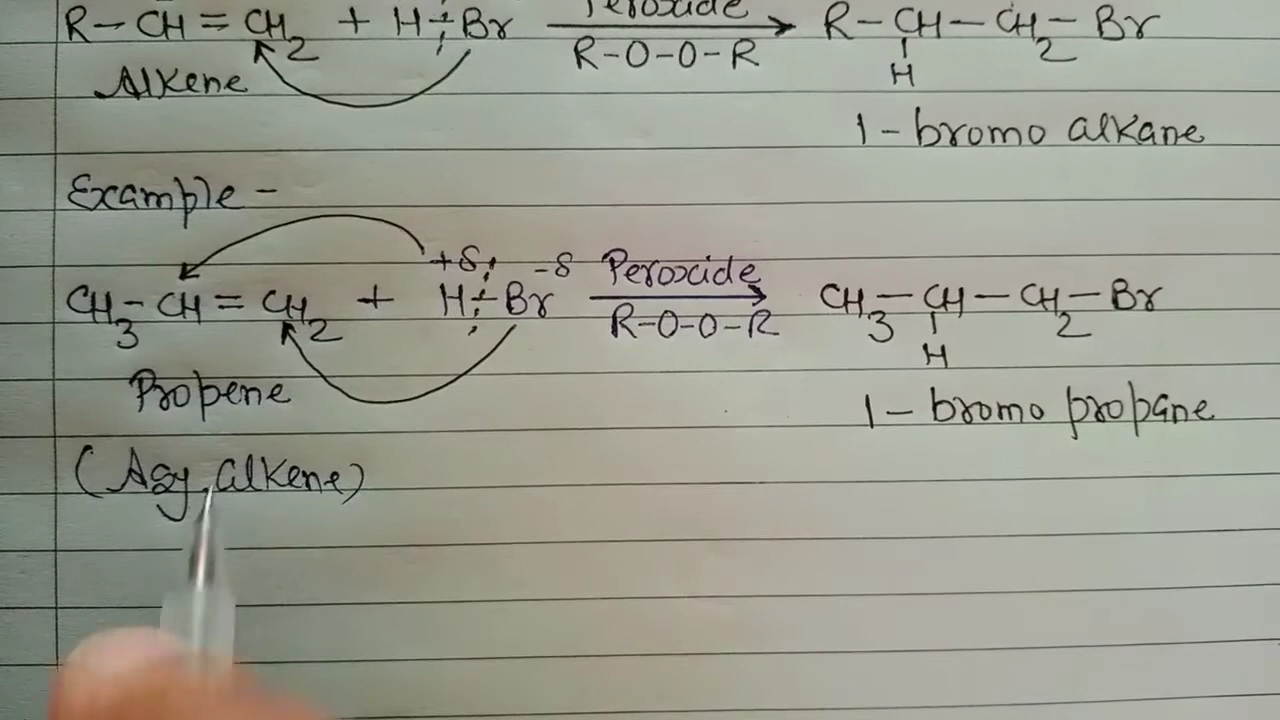 R-CH=CH2 + H÷Br Peroxide R-O-O-R → R-CH-CH2-Br
H
Alkene
1-bromo alkane
Example-
CH3-CH=CH2 + H÷Br +δ -δ Peroxide R-O-O-R → CH3-CH-CH2-Br
H
Propene
1-bromo propane
(Asy. alkene)